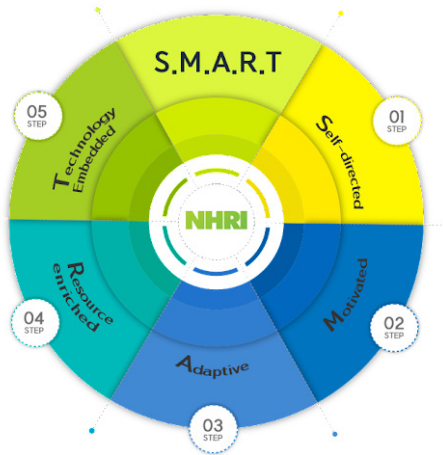 S.M.A.R.T
01
STEP
Self-directed
02
STEP
Motivated
03
STEP
Adaptive
04
STEP
Resource
enriched
05
STEP
Technology
Embedded
NHRI